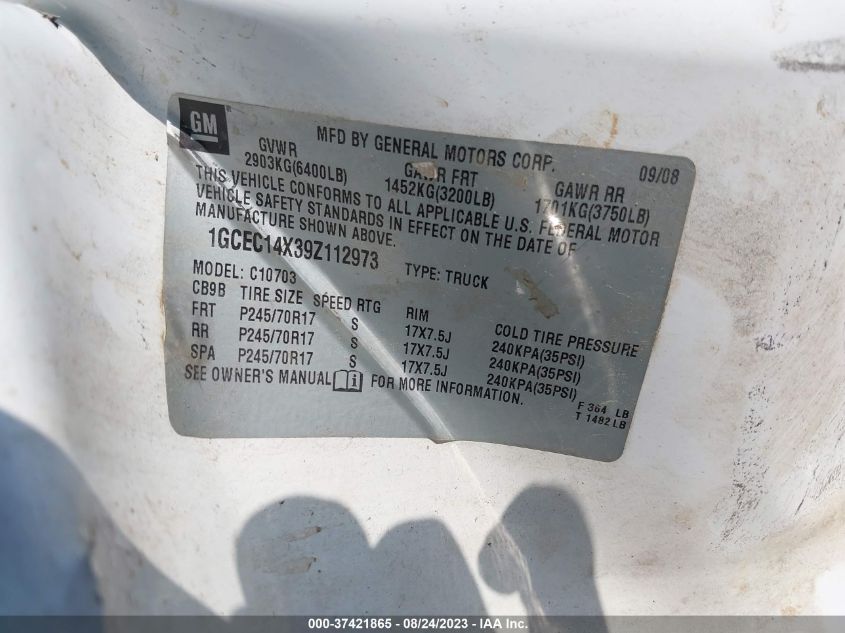 GM ®
MFD BY GENERAL MOTORS CORP. 09/08
GVWR GAWR FRT GAWR RR
2903KG(6400LB) 1452KG(3200LB) 1701KG(3750LB)
THIS VEHICLE CONFORMS TO ALL APPLICABLE U.S. FEDERAL MOTOR
VEHICLE SAFETY STANDARDS IN EFFECT ON THE DATE OF
MANUFACTURE SHOWN ABOVE.
1GCEC14X39Z112973
MODEL: C10703 TYPE: TRUCK
CB9B TIRE SIZE SPEED RTG RIM COLD TIRE PRESSURE
FRT P245/70R17 S 17X7.5J 240KPA(35PSI)
RR P245/70R17 S 17X7.5J 240KPA(35PSI)
SPA P245/70R17 S 17X7.5J 240KPA(35PSI)
SEE OWNER'S MANUAL i FOR MORE INFORMATION.
F 364 LB
T 1482 LB
000-37421865 - 08/24/2023 - IAA Inc.